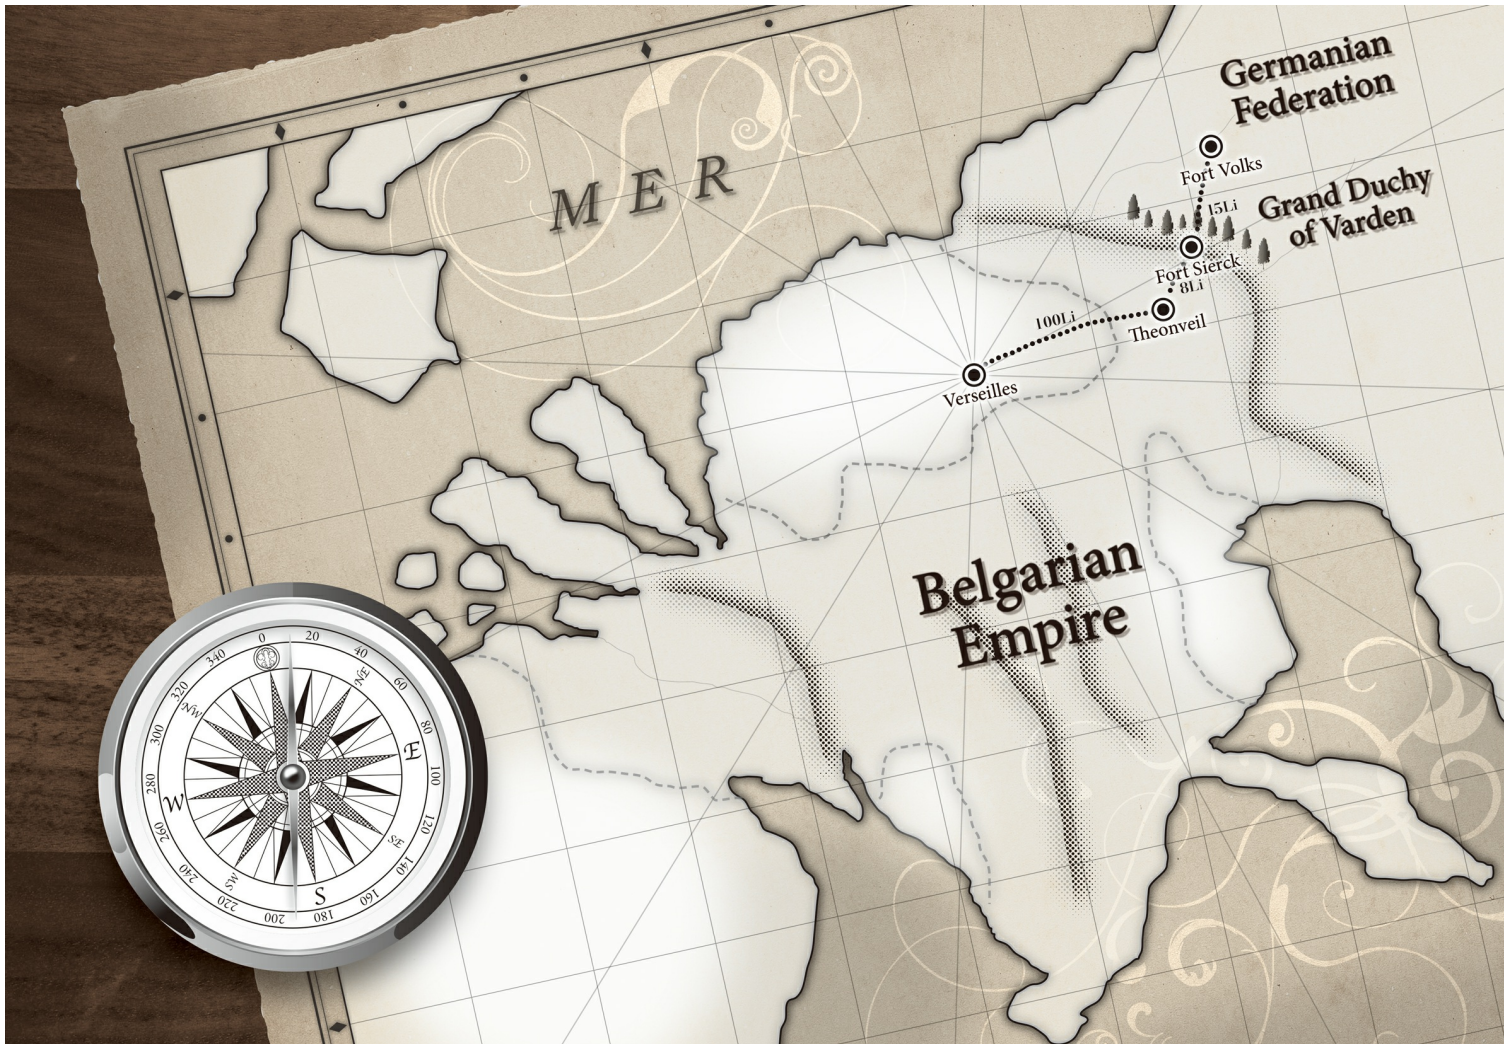 Germanian
Federation
Fort Volks
15Li
Grand Duchy
of Varden
MER
Fort Sierck
8Li
100Li
Theonveil
Verseilles
Belgarian
Empire
0
20
40
NE
60
80
E
100
120
SE
140
160
S
180
200
220
SW
240
260
W
280
300
NW
320
340